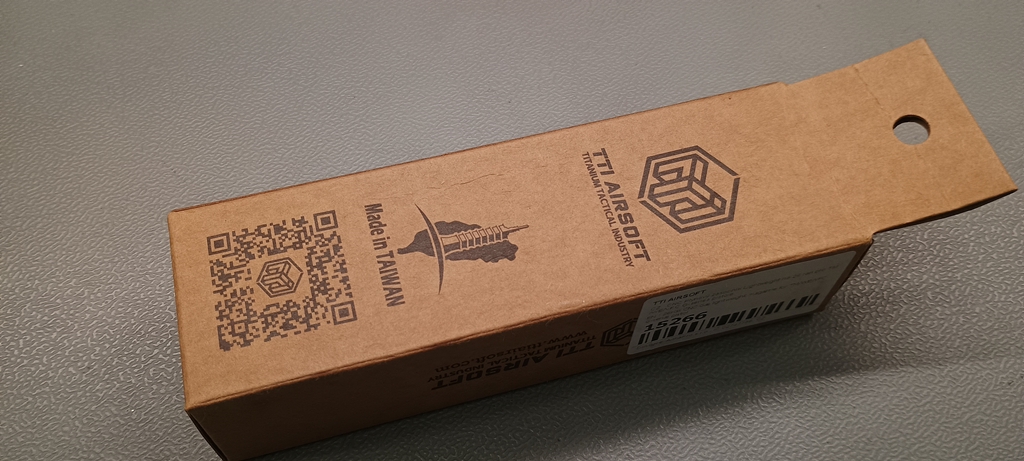 TTI AIRSOFT
TITANIUM TACTICAL INDUSTRY
Made in TAIWAN
TTI AIRSOFT
15266
TTI AIRSOFT
TITANIUM TACTICAL INDUSTRY
www.ttiairsoft.com